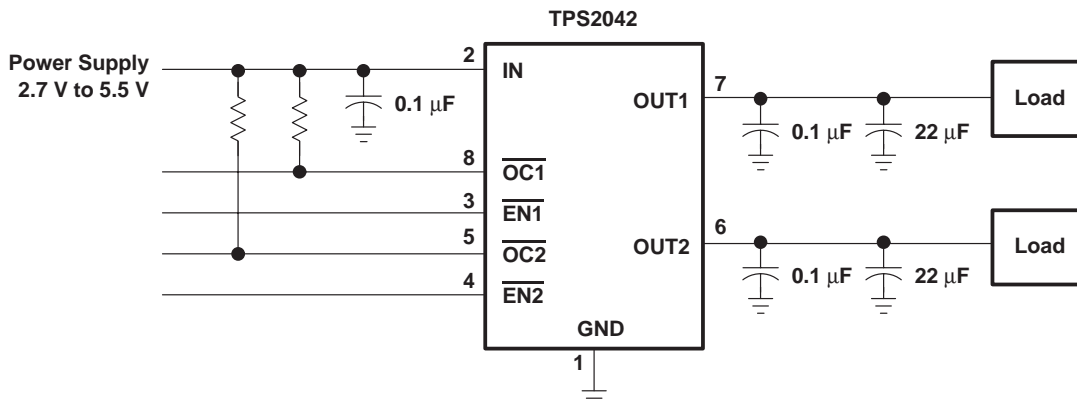 TPS2042
Power Supply
2.7 V to 5.5 V
2
IN
0.1 μF
OUT1
7
0.1 μF
22 μF
Load
8
OC1
3
EN1
5
OC2
4
EN2
OUT2
6
0.1 μF
22 μF
Load
GND
1